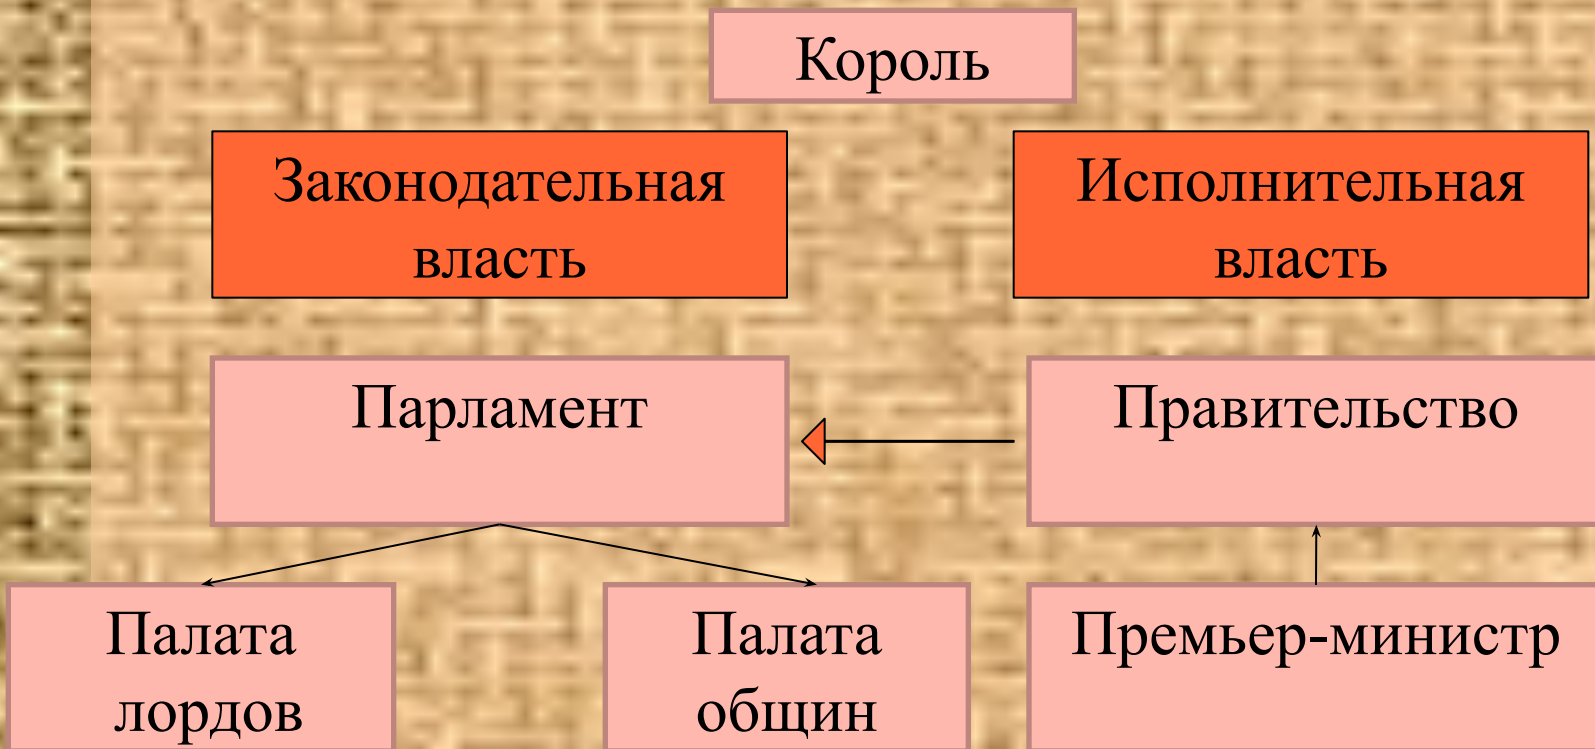 Король
Законодательная
власть
Исполнительная
власть
Парламент
Правительство
Палата
лордов
Палата
общин
Премьер-министр